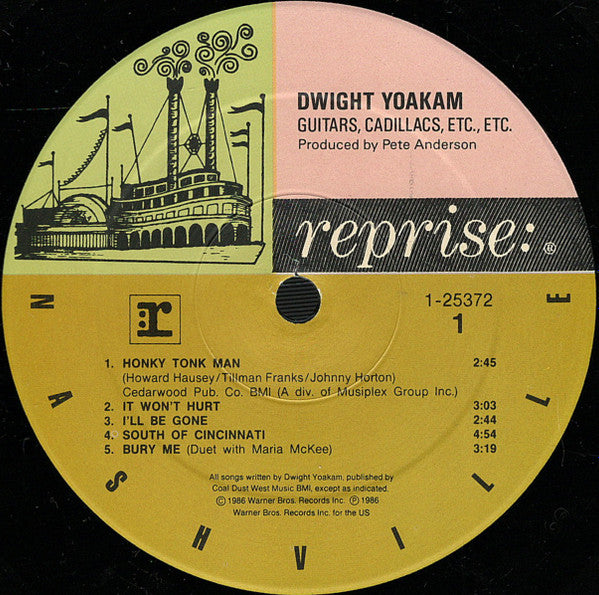 DWIGHT YOAKAM
GUITARS, CADILLACS, ETC., ETC.
Produced by Pete Anderson
reprise: ®
:r
1-25372
1
1. HONKY TONK MAN 2:45
(Howard Hausey/Tillman Franks/Johnny Horton)
Cedarwood Pub. Co. BMI (A div. of Musiplex Group Inc.)
2. IT WON'T HURT 3:03
3. I'LL BE GONE 2:44
4. SOUTH OF CINCINNATI 4:54
5. BURY ME (Duet with Maria McKee) 3:19
All songs written by Dwight Yoakam, published by
Coal Dust West Music BMI, except as indicated.
© 1986 Warner Bros. Records Inc. ℗ 1986
Warner Bros. Records Inc. for the US
NASHVILLE